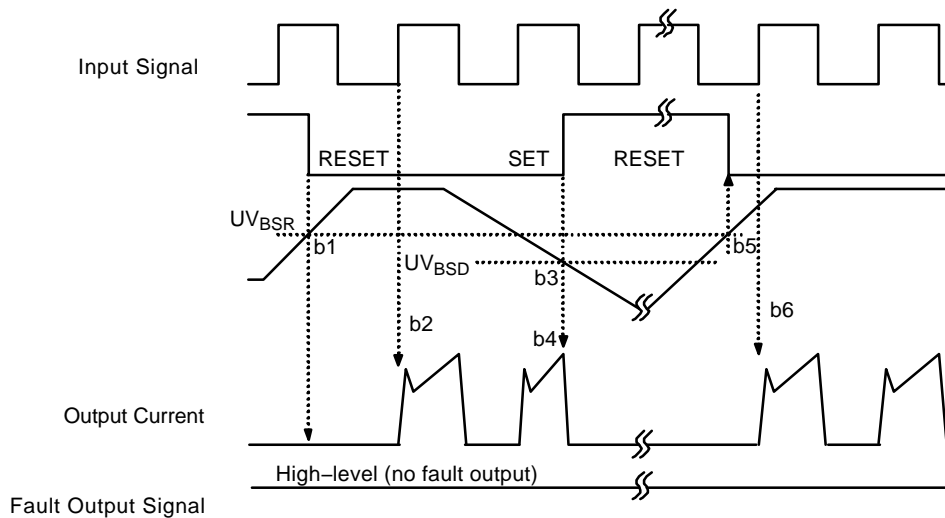 Input Signal
RESET SET RESET
UVBSR
b1
b5
UVBSD
b3
b2
b4
b6
Output Current
High−level (no fault output)
Fault Output Signal